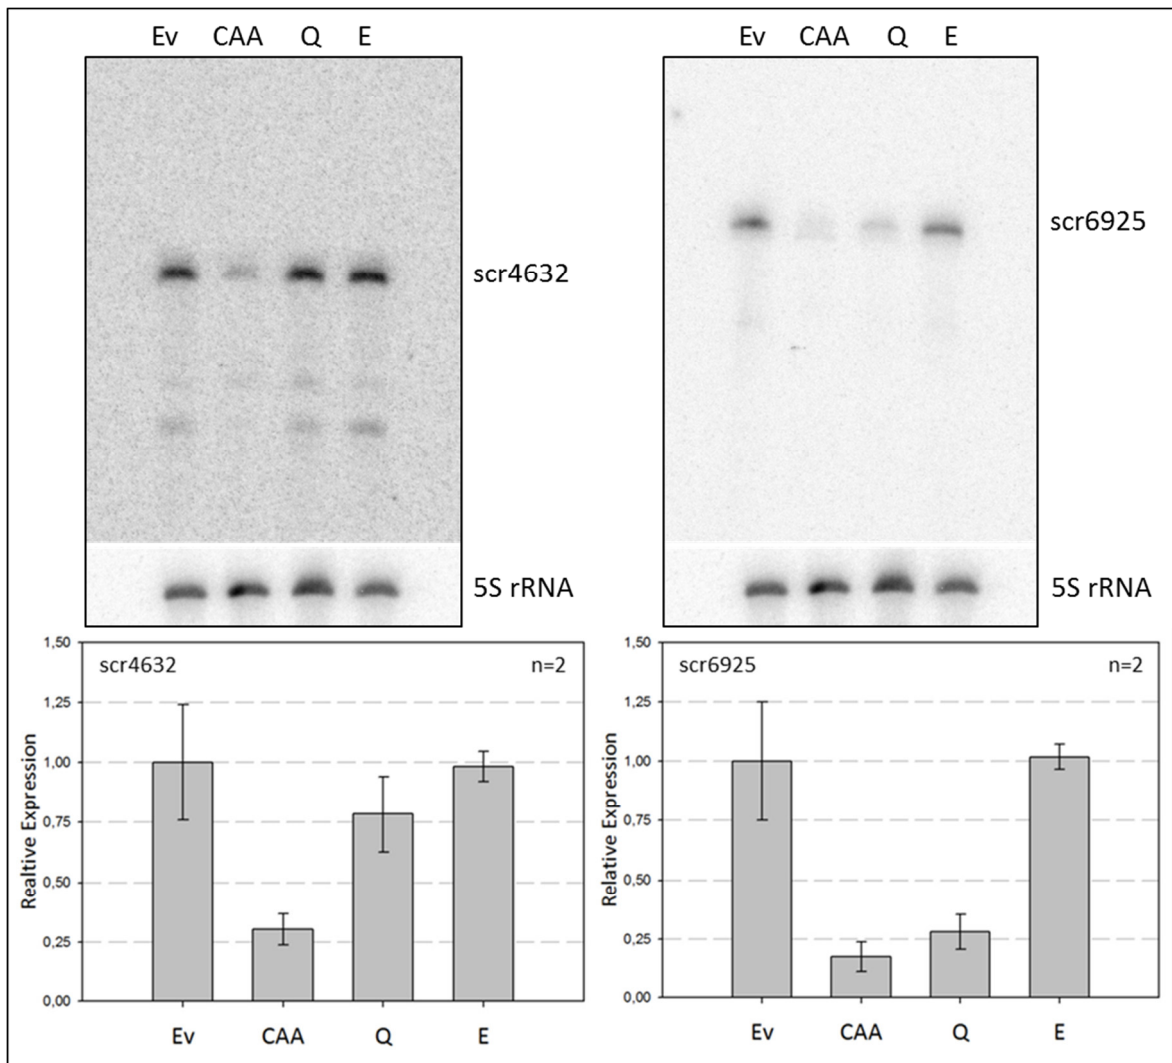 Ev CAA Q E
scr4632
5S rRNA
Ev CAA Q E
scr6925
5S rRNA
scr4632 n=2
Realtive Expression
1,50
1,25
1,00
0,75
0,50
0,25
0,00
Ev CAA Q E
scr6925 n=2
Relative Expression
1,50
1,25
1,00
0,75
0,50
0,25
0,00
Ev CAA Q E